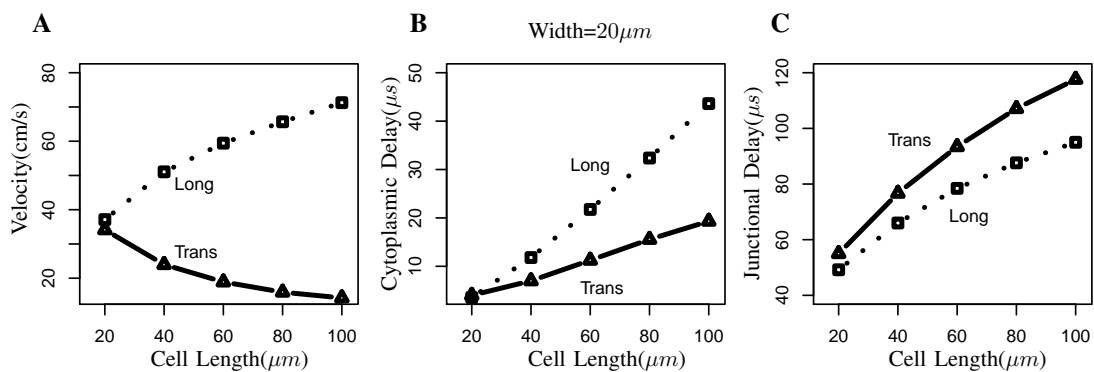 A
B
Width=20μm
C
Velocity(cm/s)
80
60
40
20
Long
Trans
20
40
60
80
100
Cell Length(μm)
Cytoplasmic Delay(μs)
50
40
30
20
10
Long
Trans
20
40
60
80
100
Cell Length(μm)
Junctional Delay(μs)
120
100
80
60
40
Trans
Long
20
40
60
80
100
Cell Length(μm)